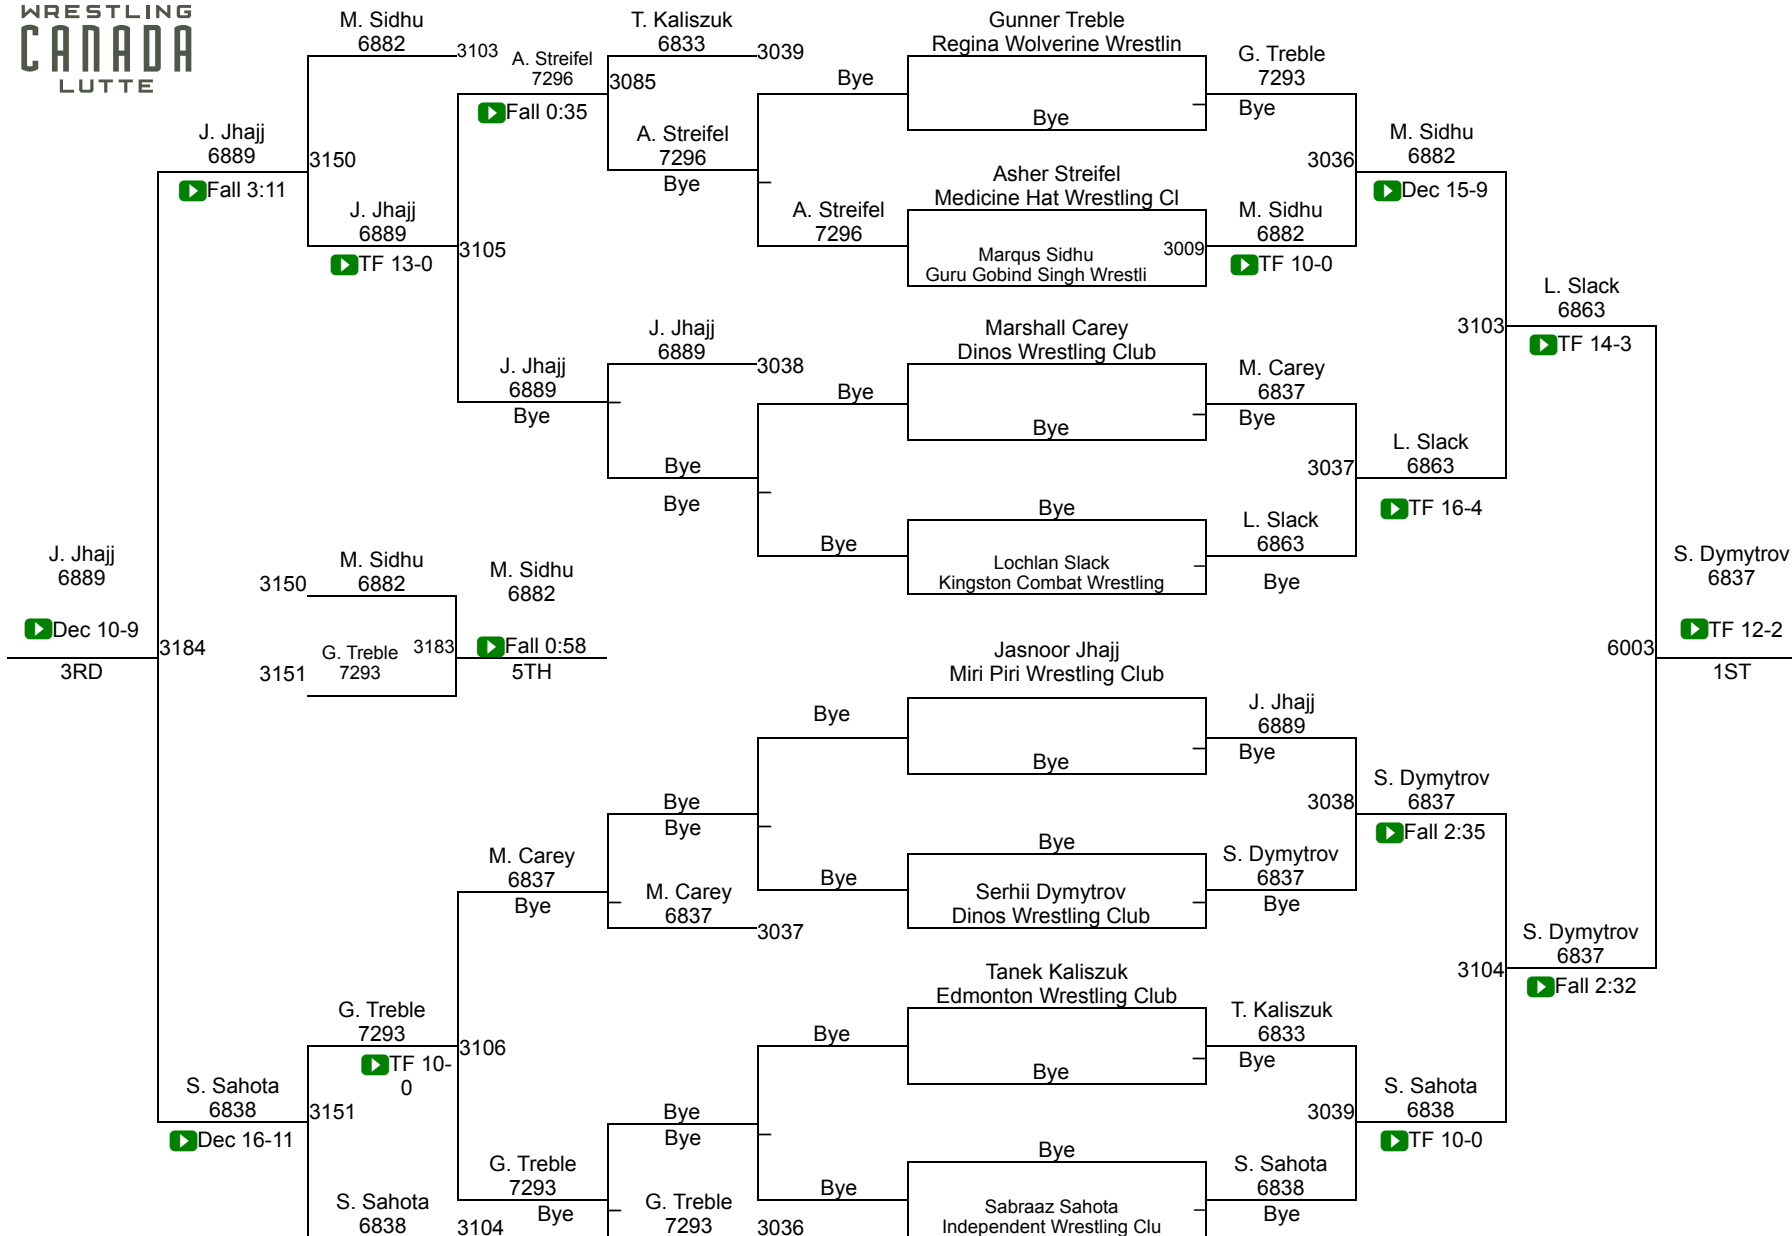 WRESTLING
CANADA
LUTTE
M. Sidhu
6882
3103
A. Streifel
7296
Fall 0:35
T. Kaliszuk
6833
3039
3085
A. Streifel
7296
Bye
J. Jhajj
6889
Fall 3:11
3150
J. Jhajj
6889
TF 13-0
3105
J. Jhajj
6889
Bye
J. Jhajj
6889
3038
Bye
Bye
Bye
A. Streifel
7296
Bye
Bye
Gunner Treble
Regina Wolverine Wrestlin
Bye
G. Treble
7293
Bye
Asher Streifel
Medicine Hat Wrestling Cl
Marqus Sidhu
Guru Gobind Singh Wrestli
3009
M. Sidhu
6882
TF 10-0
3036
M. Sidhu
6882
Dec 15-9
Marshall Carey
Dinos Wrestling Club
Bye
M. Carey
6837
Bye
3037
L. Slack
6863
TF 16-4
Bye
Lochlan Slack
Kingston Combat Wrestling
L. Slack
6863
Bye
3103
L. Slack
6863
TF 14-3
J. Jhajj
6889
Dec 10-9
3RD
3184
3150
M. Sidhu
6882
3151
G. Treble
7293
3183
M. Sidhu
6882
Fall 0:58
5TH
6003
S. Dymytrov
6837
TF 12-2
1ST
Jasnoor Jhajj
Miri Piri Wrestling Club
Bye
Bye
J. Jhajj
6889
Bye
3038
S. Dymytrov
6837
Fall 2:35
Bye
Serhii Dymytrov
Dinos Wrestling Club
Bye
S. Dymytrov
6837
Bye
Bye
Bye
M. Carey
6837
Bye
M. Carey
6837
3037
3104
S. Dymytrov
6837
Fall 2:32
Tanek Kaliszuk
Edmonton Wrestling Club
Bye
Bye
T. Kaliszuk
6833
Bye
3039
S. Sahota
6838
TF 10-0
Bye
Sabraaz Sahota
Independent Wrestling Clu
Bye
S. Sahota
6838
Bye
G. Treble
7293
TF 10-
0
3106
S. Sahota
6838
Dec 16-11
3151
Bye
Bye
G. Treble
7293
Bye
G. Treble
7293
3036
S. Sahota
6838
3104